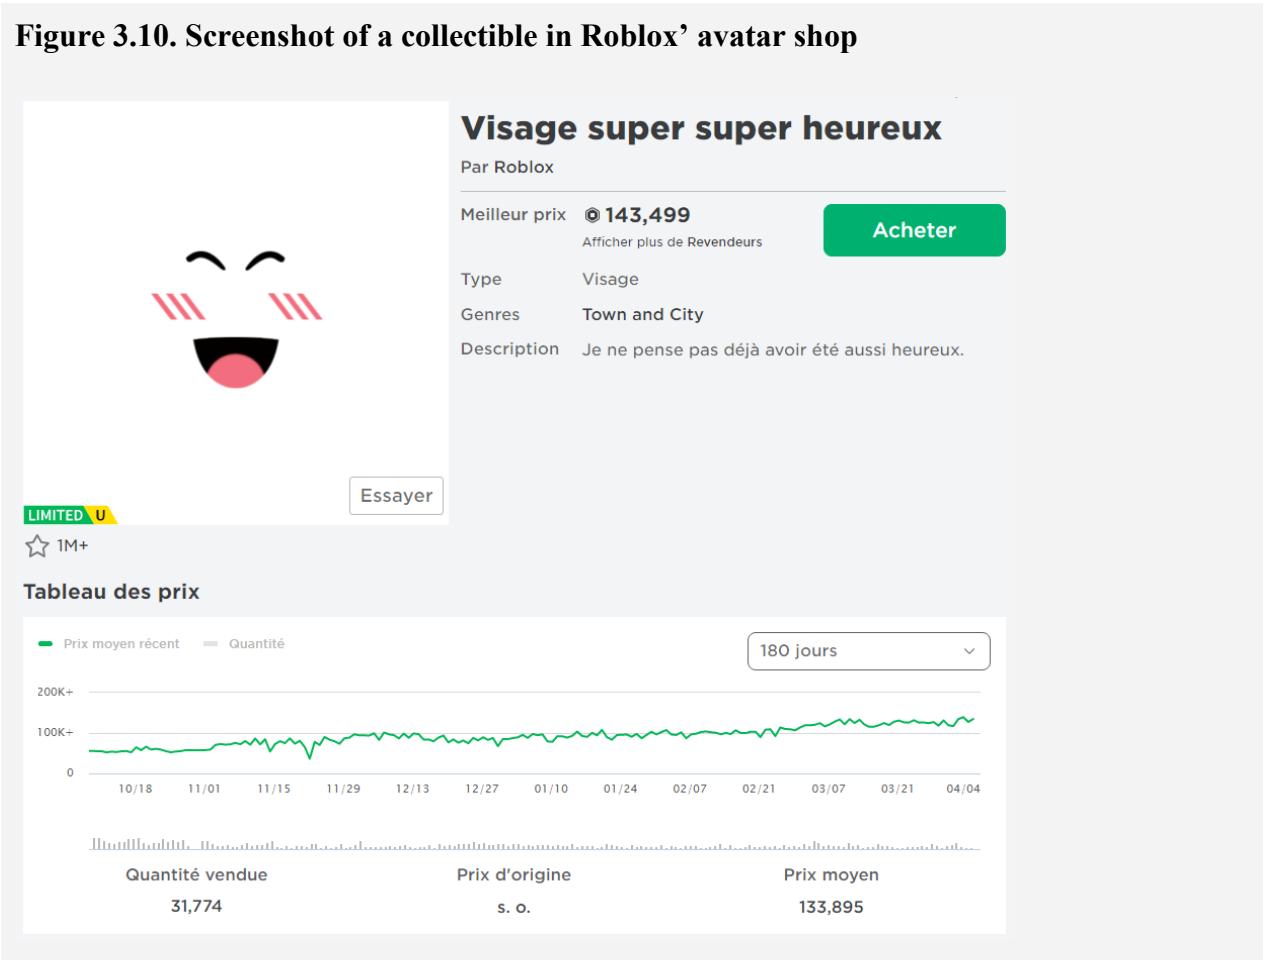 Figure 3.10. Screenshot of a collectible in Roblox’ avatar shop
Visage super super heureux
Par Roblox
Meilleur prix 143,499
Acheter
Afficher plus de Revendeurs
Type Visage
Genres Town and City
Description Je ne pense pas déjà avoir été aussi heureux.
Essayer
LIMITED U
1M+
Tableau des prix
Prix moyen récent Quantité
180 jours
200K+
100K+
0
10/18 11/01 11/15 11/29 12/13 12/27 01/10 01/24 02/07 02/21 03/07 03/21 04/04
Quantité vendue Prix d'origine Prix moyen
31,774 s. o. 133,895